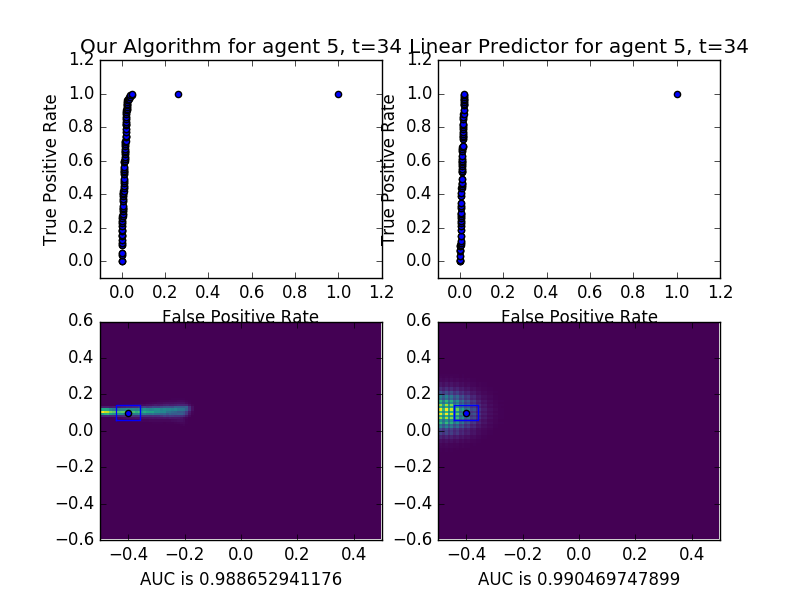 Our Algorithm for agent 5, t=34 Linear Predictor for agent 5, t=34
1.2 1.2
1.0 1.0
0.8 0.8
0.6 0.6
0.4 0.4
0.2 0.2
0.0 0.0
True Positive Rate True Positive Rate
0.0 0.2 0.4 0.6 0.8 1.0 1.2 0.0 0.2 0.4 0.6 0.8 1.0 1.2
False Positive Rate False Positive Rate
0.6 0.6
0.4 0.4
0.2 0.2
0.0 0.0
−0.2 −0.2
−0.4 −0.4
−0.6 −0.6
−0.4 −0.2 0.0 0.2 0.4 −0.4 −0.2 0.0 0.2 0.4
AUC is 0.988652941176 AUC is 0.990469747899